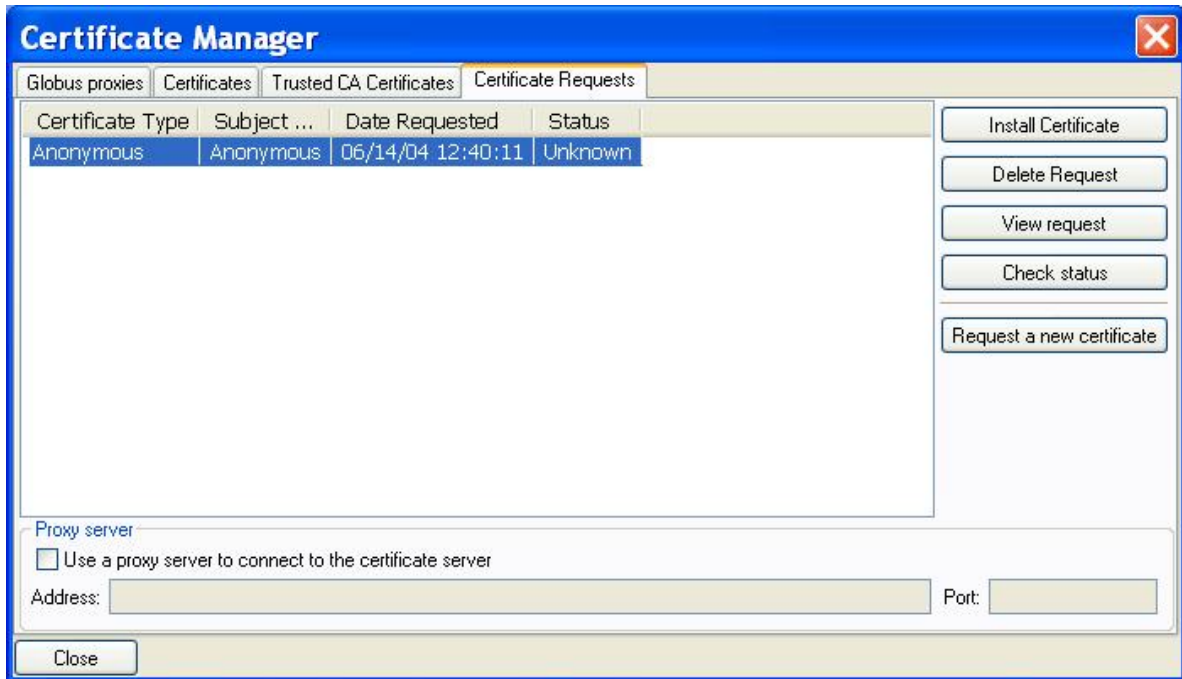 Certificate Manager
Globus proxies Certificates Trusted CA Certificates Certificate Requests
Certificate Type Subject ... Date Requested Status
Anonymous Anonymous 06/14/04 12:40:11 Unknown
Install Certificate
Delete Request
View request
Check status
Request a new certificate
Proxy server
Use a proxy server to connect to the certificate server
Address: Port:
Close